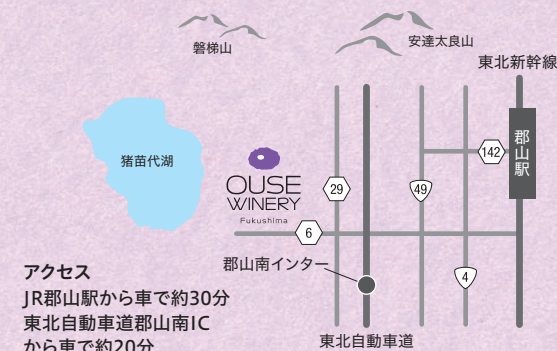 磐梯山
安達太良山
東北新幹線
猪苗代湖
142
郡山駅
OUSE
WINERY
Fukushima
29
49
6
郡山南インター
4
アクセス
JR郡山駅から車で約30分
東北自動車道郡山南IC
から車で約20分
東北自動車道